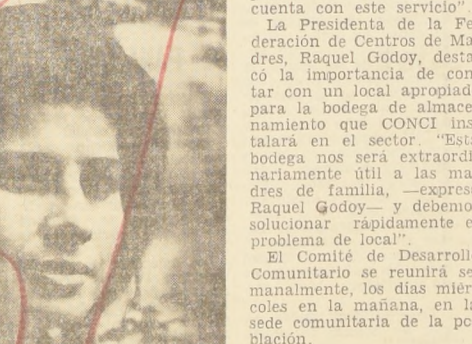 cuenta con este servicio"
La Presidenta de la Fe
deración de Centros de Ma
dres, Raquel Godoy, desta
có la importancia de con
tar con un local apropiad
para la bodega de almace
namiento que CONCI ins
talará en el sector. "Est
bodega nos será extraordi
nariamente útil a las ma
dres de familia, —expres
Raquel Godoy— y debemo
solucionar rápidamente e
problema de local".
El Comité de Desarroll
Comunitario se reunirá se
manalmente, los días miér
coles en la mañana, en l
sede comunitaria de la po
blación.